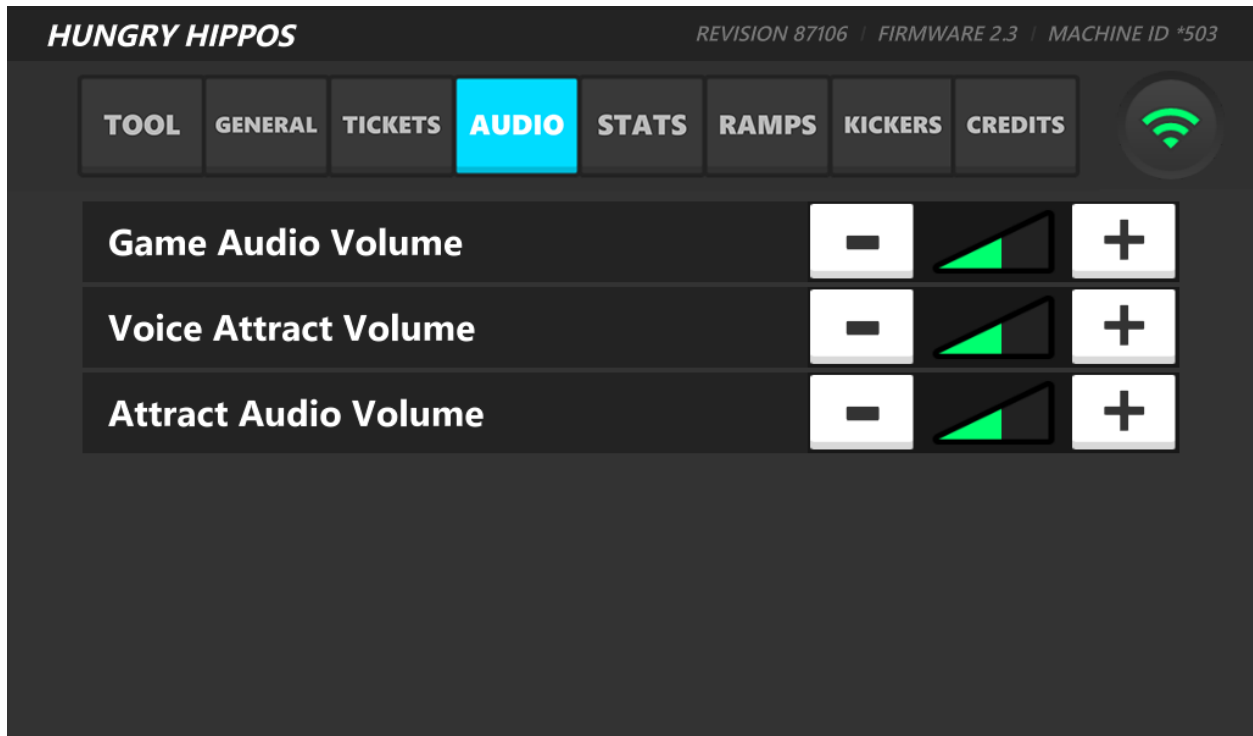 HUNGRY HIPPOS
REVISION 87106 | FIRMWARE 2.3 | MACHINE ID *503
TOOL GENERAL TICKETS AUDIO STATS RAMPS KICKERS CREDITS
Game Audio Volume - +
Voice Attract Volume - +
Attract Audio Volume - +